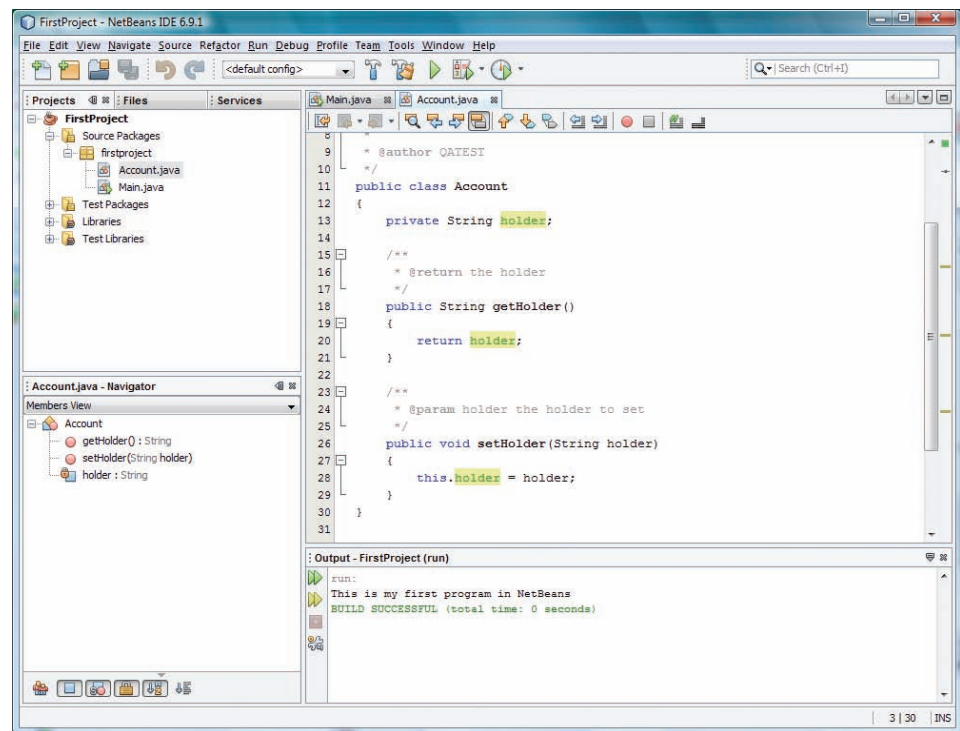 FirstProject - NetBeans IDE 6.9.1
File Edit View Navigate Source Refactor Run Debug Profile Team Tools Window Help
<default config>
Search (Ctrl+I)
Projects Files Services
FirstProject
Source Packages
firstproject
Account.java
Main.java
Test Packages
Libraries
Test Libraries
Account.java - Navigator
Members View
Account
getHolder() : String
setHolder(String holder)
holder : String
Main.java Account.java
8 *
9 * @author QATEST
10 */
11 public class Account
12 {
13 private String holder;
14
15 /**
16 * @return the holder
17 */
18 public String getHolder()
19 {
20 return holder;
21 }
22
23 /**
24 * @param holder the holder to set
25 */
26 public void setHolder(String holder)
27 {
28 this.holder = holder;
29 }
30 }
31
Output - FirstProject (run)
run:
This is my first program in NetBeans
BUILD SUCCESSFUL (total time: 0 seconds)
3 | 30 INS